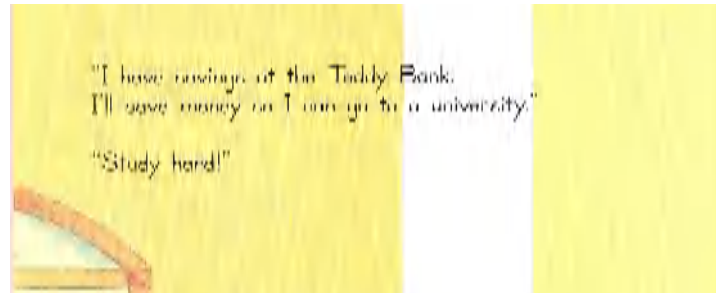 "I have savings at the Teddy Bank.
I'll save money so I can go to a university."
"Study hard!"